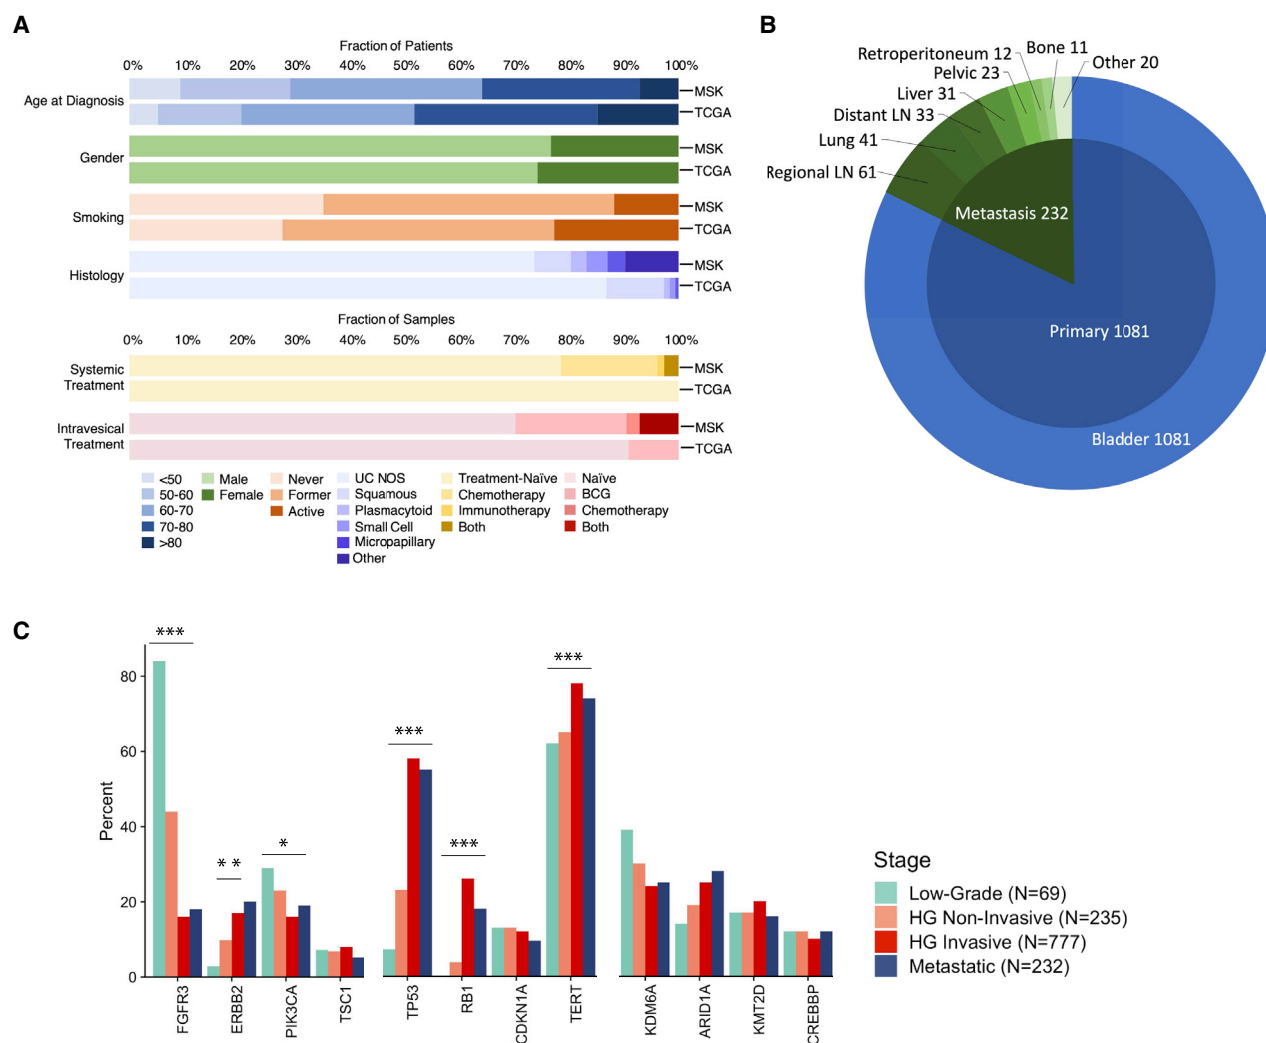 A
Fraction of Patients
0% 10% 20% 30% 40% 50% 60% 70% 80% 90% 100%
Age at Diagnosis
MSK
TCGA
Gender
MSK
TCGA
Smoking
MSK
TCGA
Histology
MSK
TCGA
Fraction of Samples
0% 10% 20% 30% 40% 50% 60% 70% 80% 90% 100%
Systemic
Treatment
MSK
TCGA
Intravesical
Treatment
MSK
TCGA
<50
50-60
60-70
70-80
>80
Male
Female
Never
Former
Active
UC NOS
Squamous
Plasmacytoid
Small Cell
Micropapillary
Other
Treatment-Naïve
Chemotherapy
Immunotherapy
Both
Naïve
BCG
Chemotherapy
Both
B
Retroperitoneum 12
Bone 11
Other 20
Pelvic 23
Liver 31
Distant LN 33
Lung 41
Regional LN 61
Metastasis 232
Primary 1081
Bladder 1081
C
Percent
80
60
40
20
0
***
**
*
***
***
***
FGFR3
ERBB2
PIK3CA
TSC1
TP53
RB1
CDKN1A
TERT
KDM6A
ARID1A
KMT2D
CREBBP
Stage
Low-Grade (N=69)
HG Non-Invasive (N=235)
HG Invasive (N=777)
Metastatic (N=232)